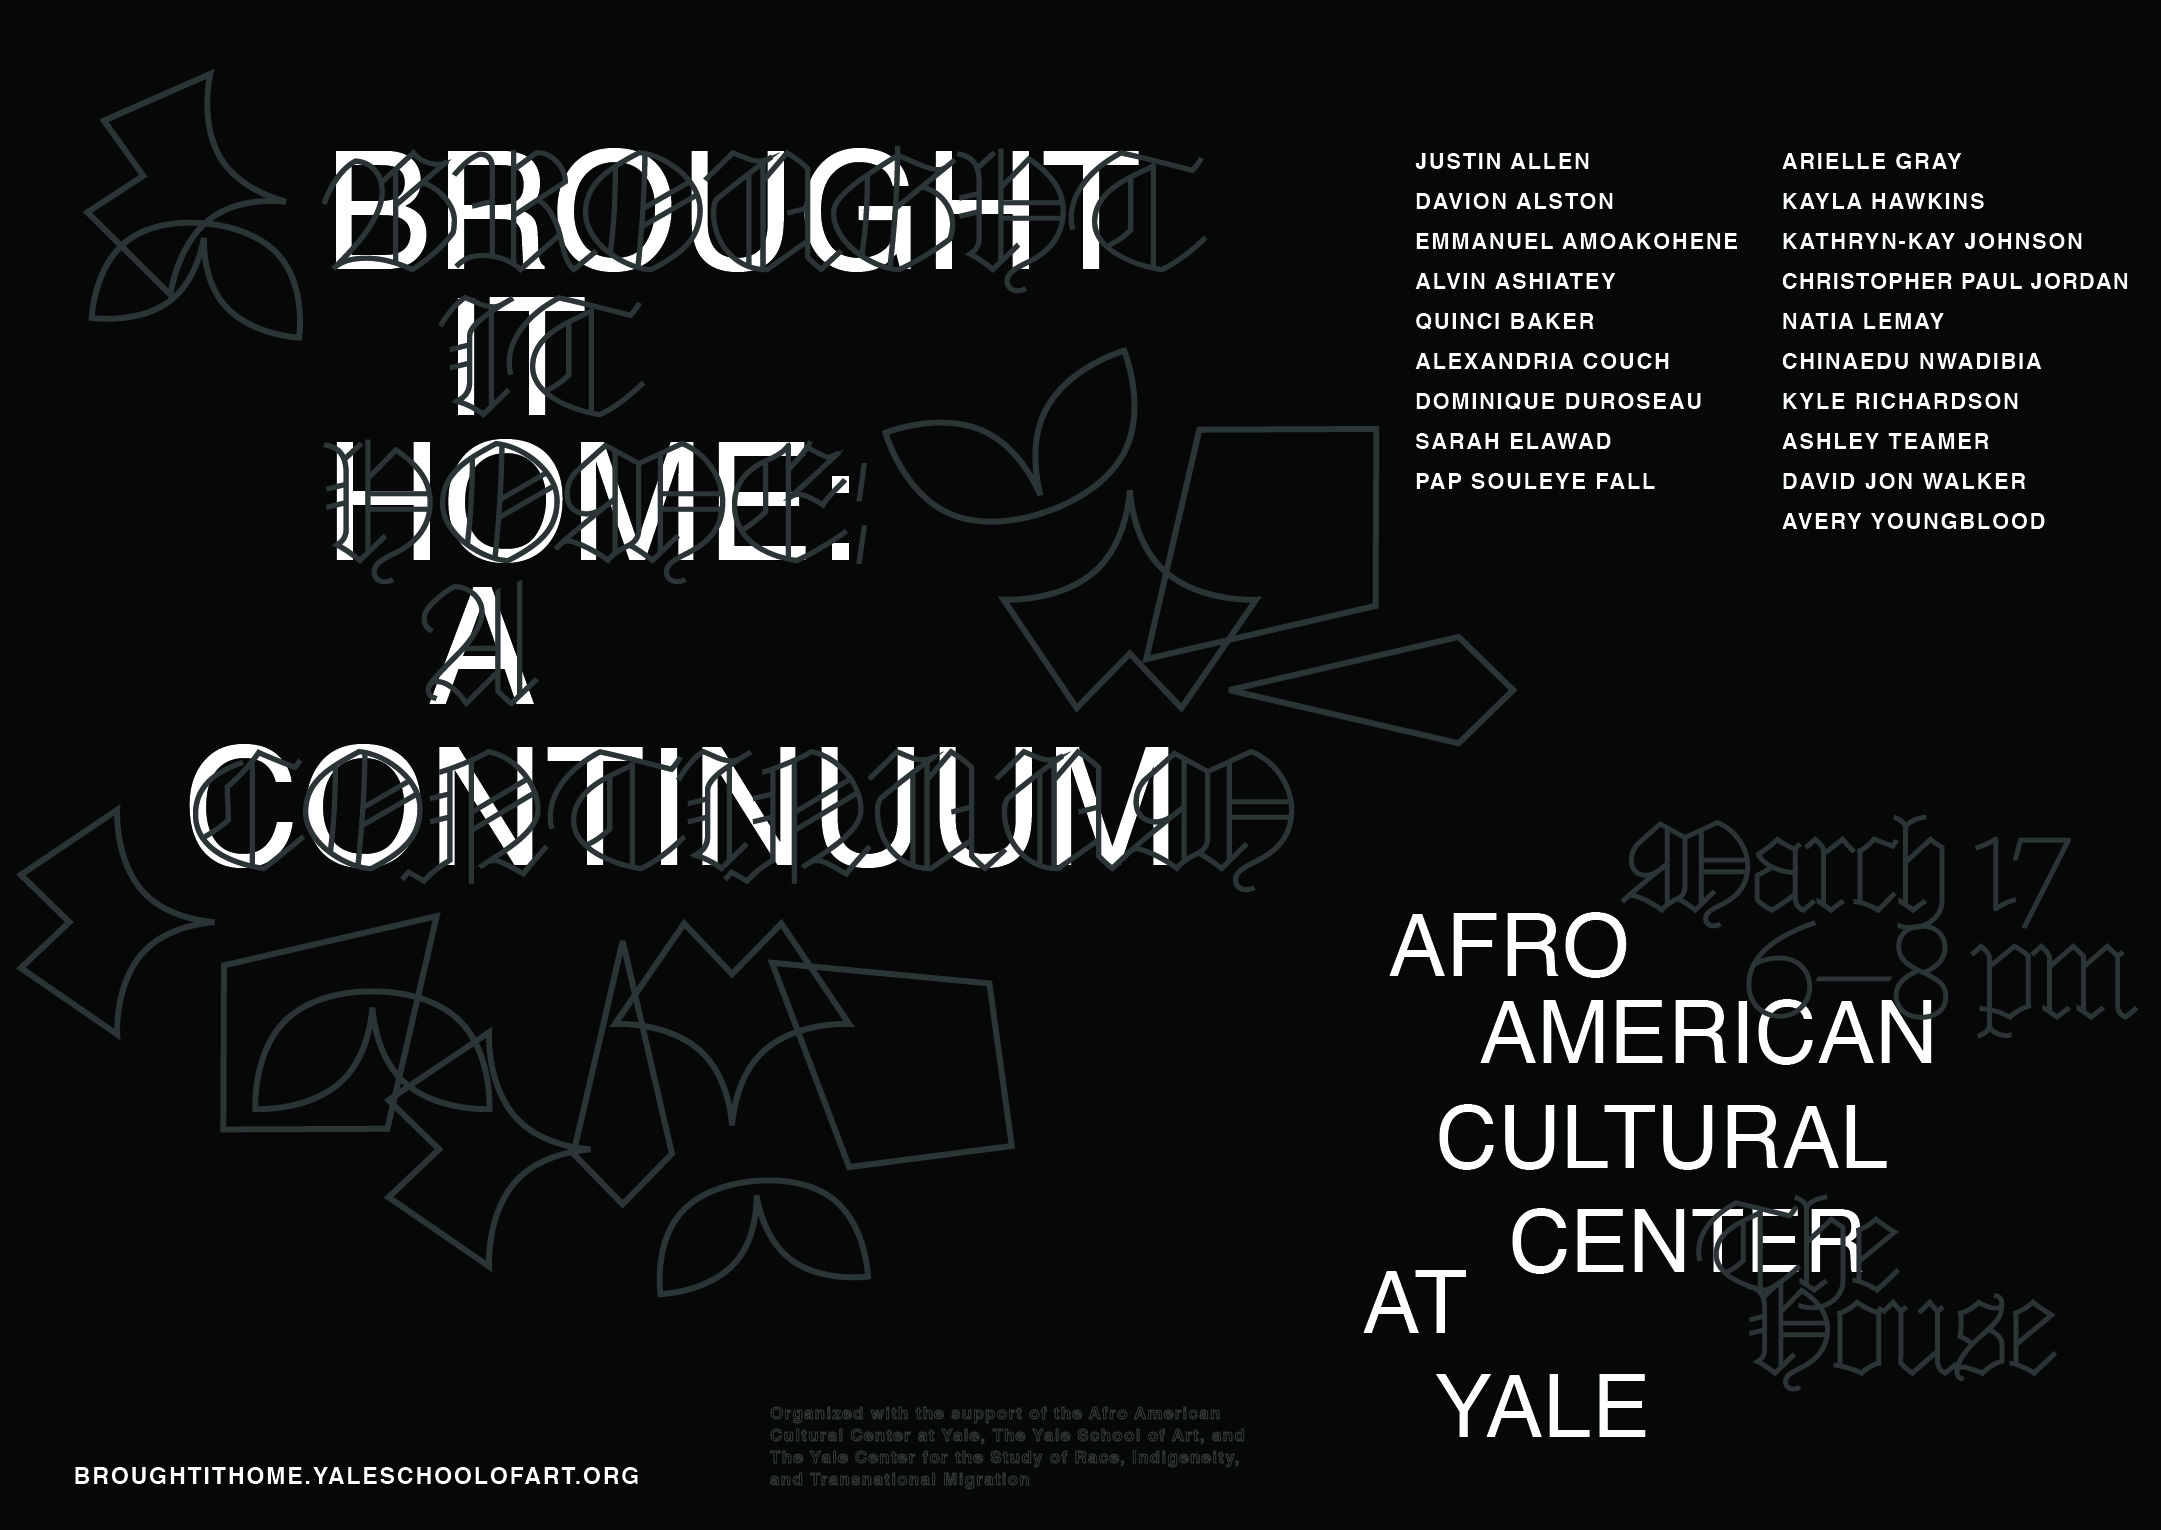 BROUGHT
IT
HOME:
A
CONTINUUM
Brought
It
Home:
A
Continuum
JUSTIN ALLEN
DAVION ALSTON
EMMANUEL AMOAKOHENE
ALVIN ASHIATEY
QUINCI BAKER
ALEXANDRIA COUCH
DOMINIQUE DUROSEAU
SARAH ELAWAD
PAP SOULEYE FALL
ARIELLE GRAY
KAYLA HAWKINS
KATHRYN-KAY JOHNSON
CHRISTOPHER PAUL JORDAN
NATIA LEMAY
CHINAEDU NWADIBIA
KYLE RICHARDSON
ASHLEY TEAMER
DAVID JON WALKER
AVERY YOUNGBLOOD
March 17
6–8 pm
AFRO
AMERICAN
CULTURAL
CENTER
AT
YALE
The
House
Organized with the support of the Afro American
Cultural Center at Yale, The Yale School of Art, and
The Yale Center for the Study of Race, Indigeneity,
and Transnational Migration
BROUGHTITHOME.YALESCHOOLOFART.ORG